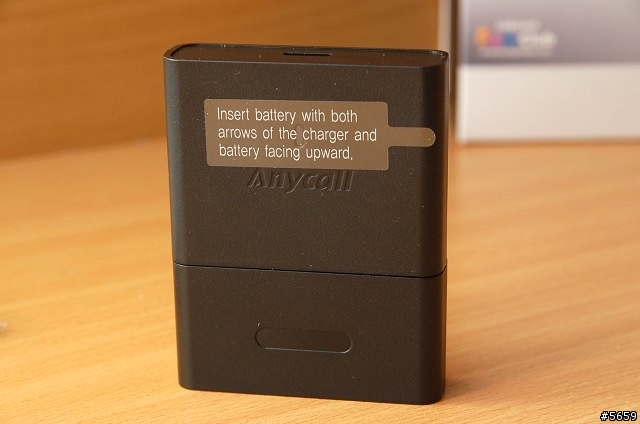 Insert battery with both
arrows of the charger and
battery facing upward.
Anycall
#5659